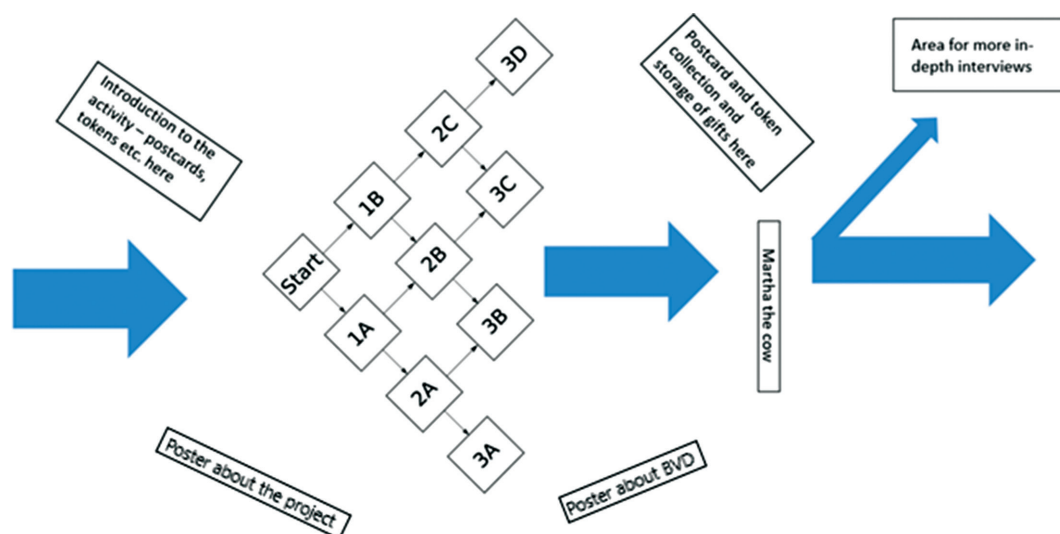 Introduction to the
activity – postcards,
tokens etc. here
Start
1B
1A
2C
2B
2A
3D
3C
3B
3A
Poster about the project
Poster about BVD
Postcard and token
collection and
storage of gifts here
Martha the cow
Area for more in-
depth interviews